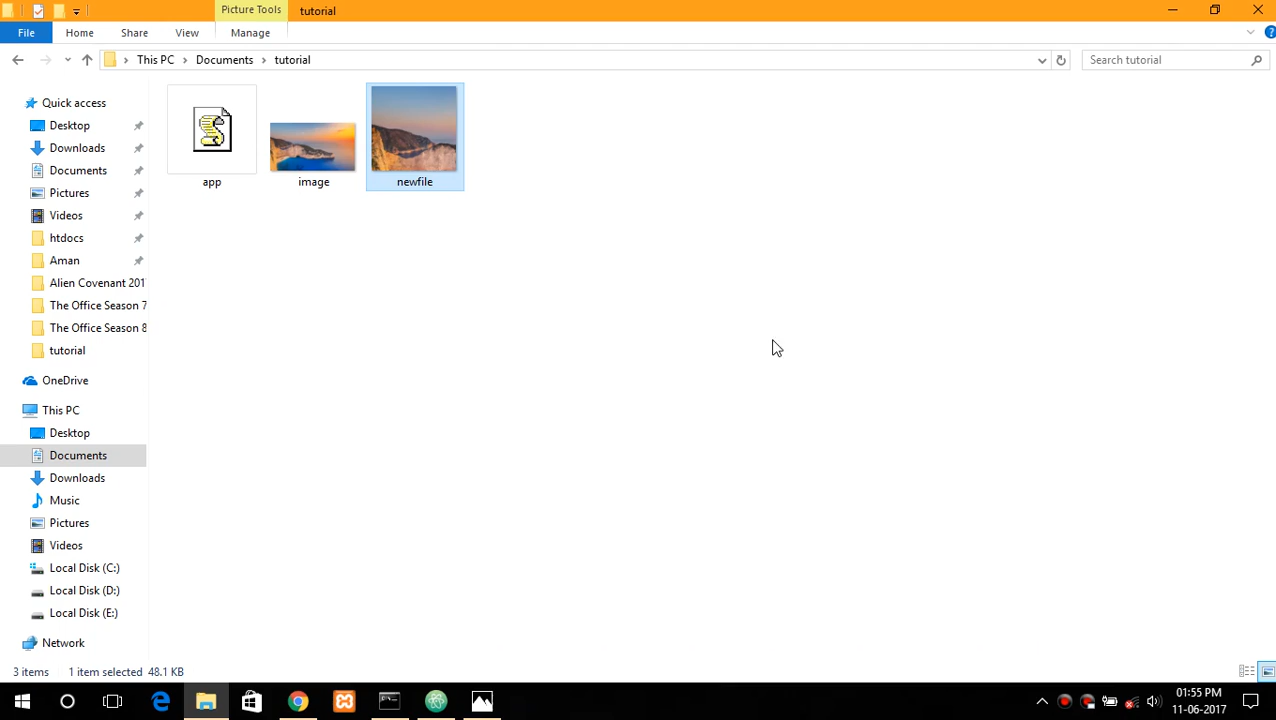 Picture Tools
tutorial
File
Home
Share
View
Manage
This PC
Documents
tutorial
Search tutorial
Quick access
Desktop
Downloads
Documents
Pictures
Videos
htdocs
Aman
Alien Covenant 201
The Office Season 7
The Office Season 8
tutorial
OneDrive
This PC
Desktop
Documents
Downloads
Music
Pictures
Videos
Local Disk (C:)
Local Disk (D:)
Local Disk (E:)
Network
app
image
newfile
3 items
1 item selected 48.1 KB
01:55 PM
11-06-2017